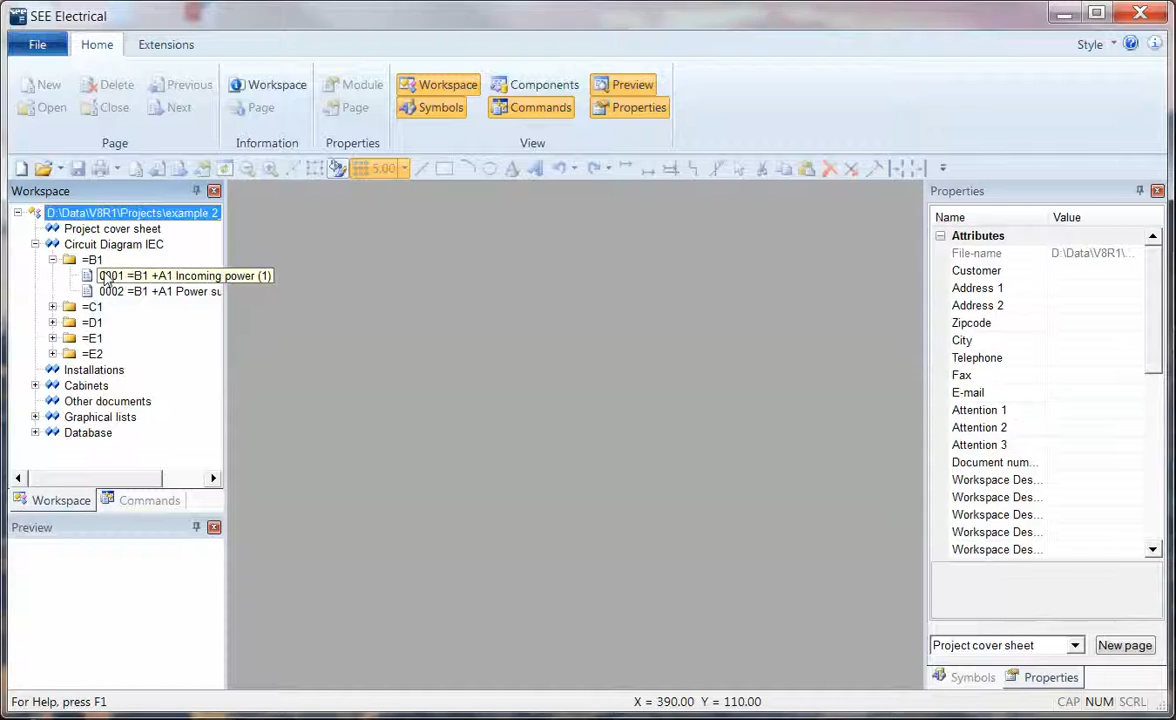 SEE Electrical
File Home Extensions Style
New Delete Previous Workspace Module Workspace Components Preview
Open Close Next Page Page Symbols Commands Properties
Page Information Properties View
5.00
Workspace
D:\Data\V8R1\Projects\example 2
Project cover sheet
Circuit Diagram IEC
=B1
0001 =B1 +A1 Incoming power (1)
0002 =B1 +A1 Power su
=C1
=D1
=E1
=E2
Installations
Cabinets
Other documents
Graphical lists
Database
Workspace Commands
Preview
Properties
Name Value
Attributes
File-name D:\Data\V8R1\...
Customer
Address 1
Address 2
Zipcode
City
Telephone
Fax
E-mail
Attention 1
Attention 2
Attention 3
Document num...
Workspace Des...
Workspace Des...
Workspace Des...
Workspace Des...
Workspace Des...
Project cover sheet New page
Symbols Properties
For Help, press F1 X = 390.00 Y = 110.00 CAP NUM SCRL